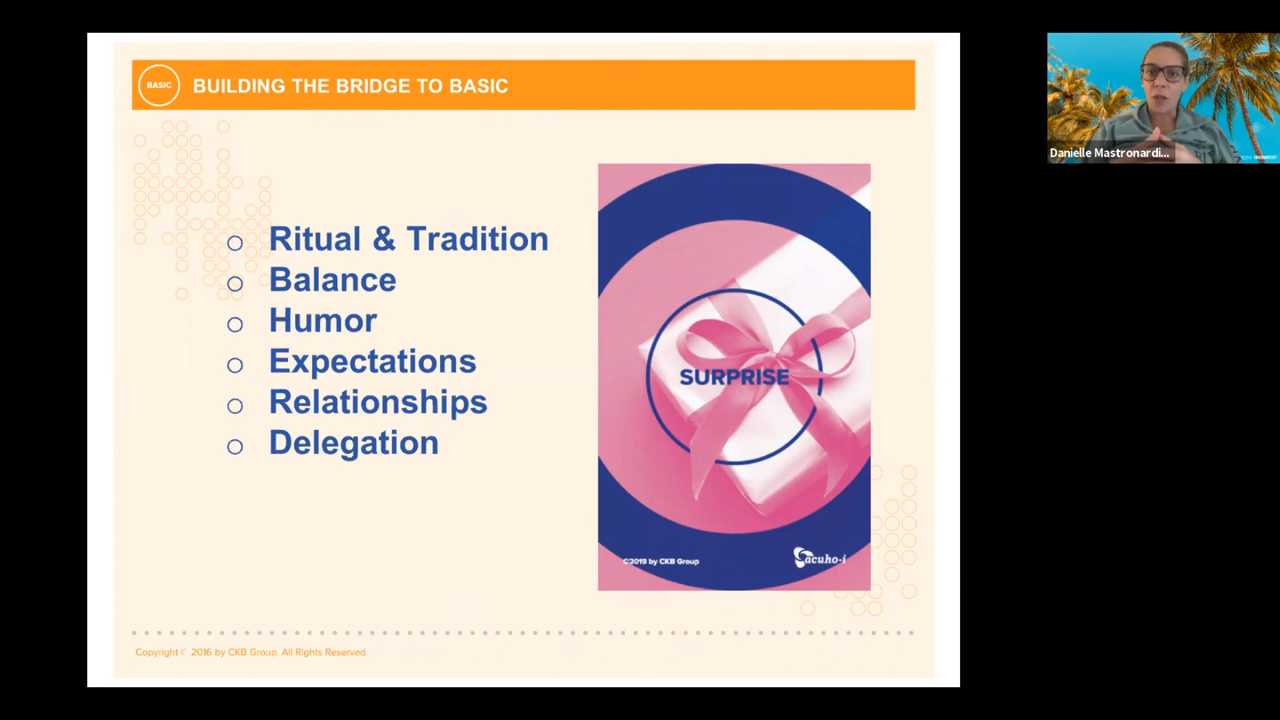 BASIC
BUILDING THE BRIDGE TO BASIC
Ritual & Tradition
Balance
Humor
Expectations
Relationships
Delegation
SURPRISE
©2019 by CKB Group
acuho-i
Copyright © 2016 by CKB Group. All Rights Reserved.
Danielle Mastronardi...